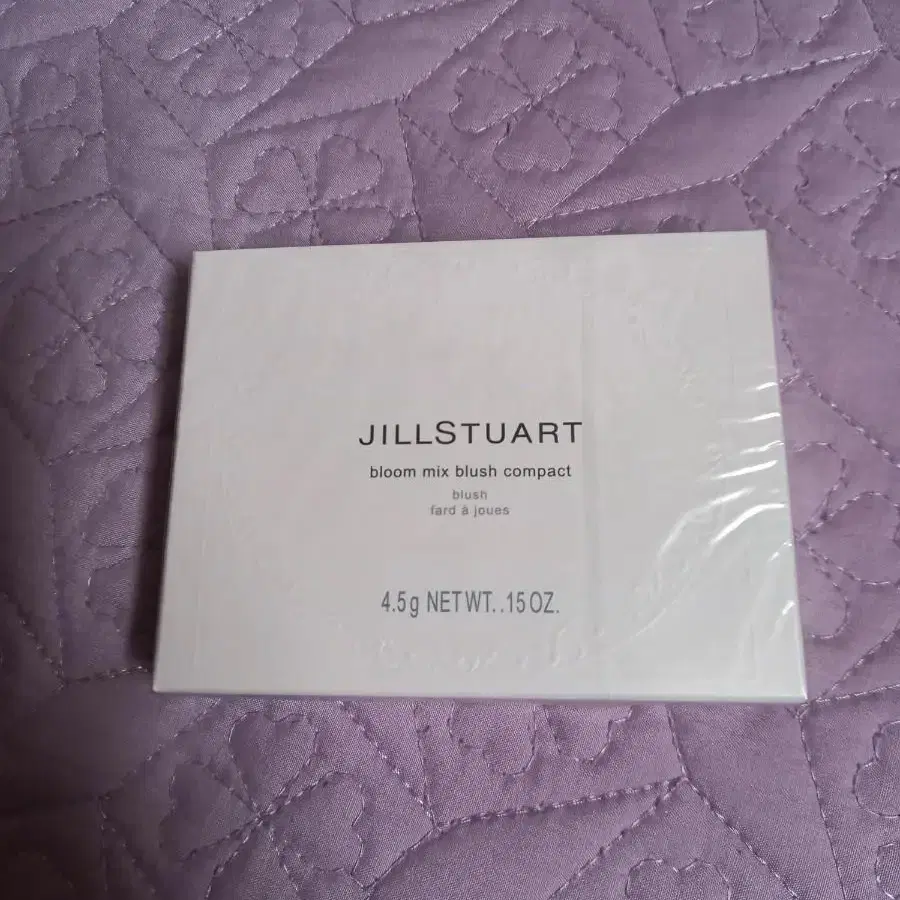 JILLSTUART
bloom mix blush compact
blush
fard à joues
4.5g NET WT. .15 OZ.